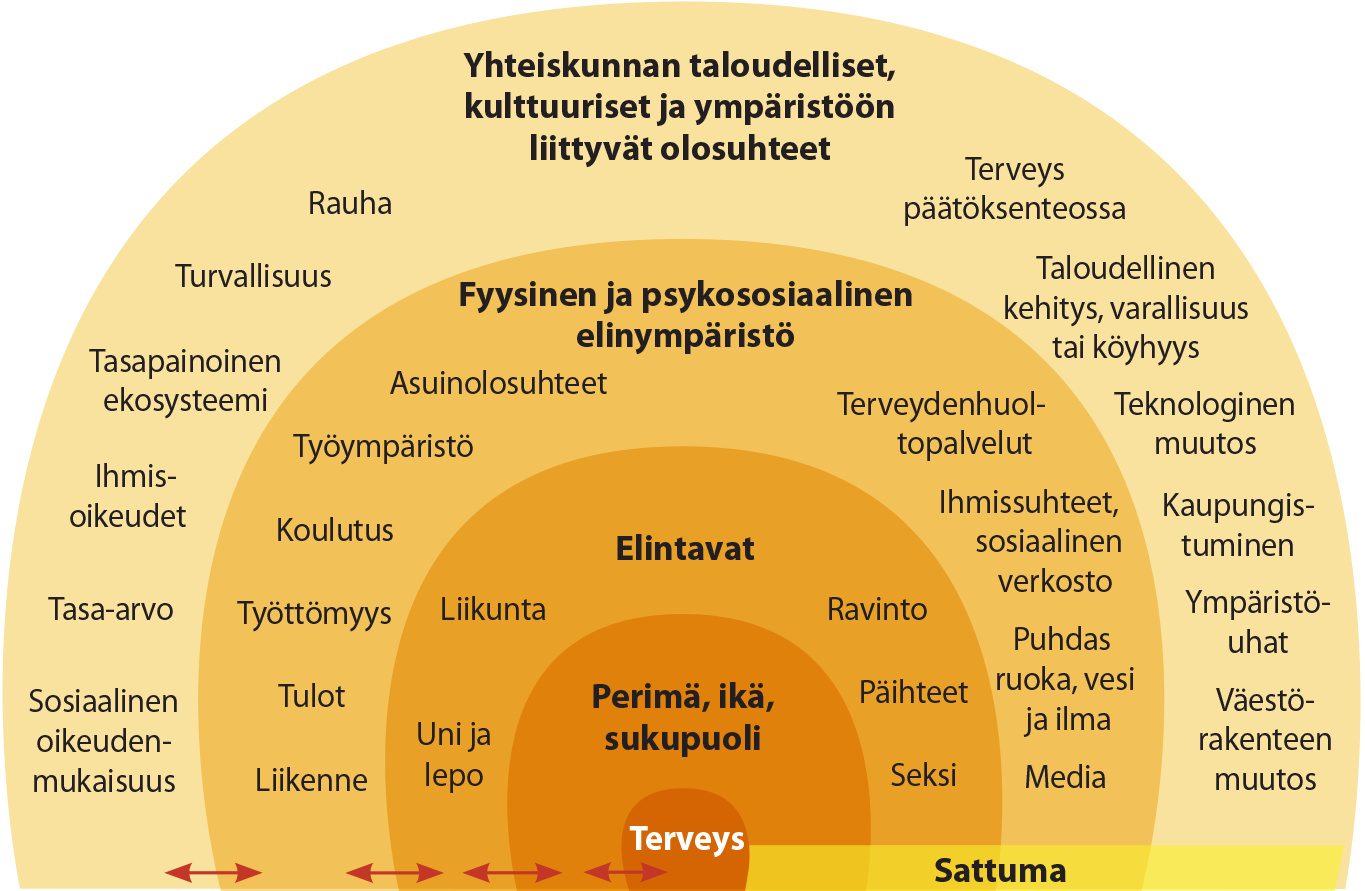 Yhteiskunnan taloudelliset,
kulttuuriset ja ympäristöön
liittyvät olosuhteet
Rauha
Turvallisuus
Tasapainoinen
ekosysteemi
Ihmis-
oikeudet
Tasa-arvo
Sosiaalinen
oikeuden-
mukaisuus
Terveys
päätöksenteossa
Taloudellinen
kehitys, varallisuus
tai köyhyys
Teknologinen
muutos
Kaupungis-
tuminen
Ympäristö-
uhat
Väestö-
rakenteen
muutos
Fyysinen ja psykososiaalinen
elinympäristö
Asuinolosuhteet
Työympäristö
Koulutus
Työttömyys
Tulot
Liikenne
Terveydenhuol-
topalvelut
Ihmissuhteet,
sosiaalinen
verkosto
Puhdas
ruoka, vesi
ja ilma
Media
Elintavat
Liikunta
Uni ja
lepo
Ravinto
Päihteet
Seksi
Perimä, ikä,
sukupuoli
Terveys
Sattuma